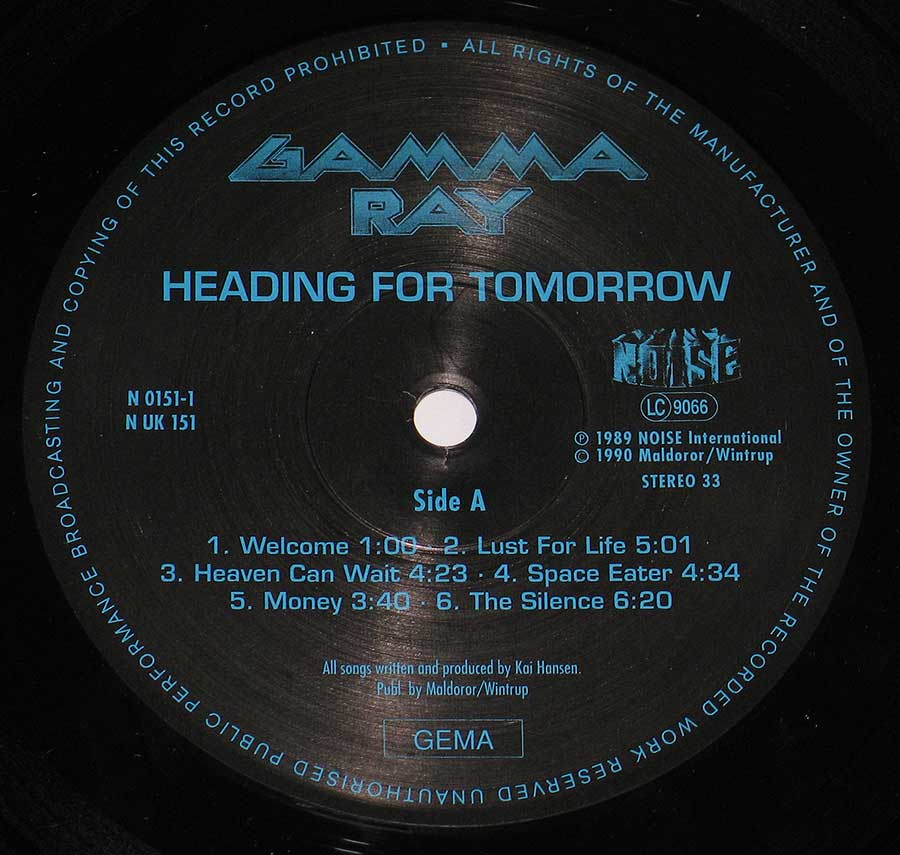 ALL RIGHTS OF THE MANUFACTURER AND OF THE OWNER OF THE RECORDED WORK RESERVED UNAUTHORISED PUBLIC PERFORMANCE BROADCASTING AND COPYING OF THIS RECORD PROHIBITED ▪
GAMMA
RAY
HEADING FOR TOMORROW
NOISE
LC 9066
N 0151-1
N UK 151
℗ 1989 NOISE International
© 1990 Maldoror/Wintrup
STEREO 33
Side A
1. Welcome 1:00 · 2. Lust For Life 5:01
3. Heaven Can Wait 4:23 · 4. Space Eater 4:34
5. Money 3:40 · 6. The Silence 6:20
All songs written and produced by Kai Hansen.
Publ. by Maldoror/Wintrup
GEMA